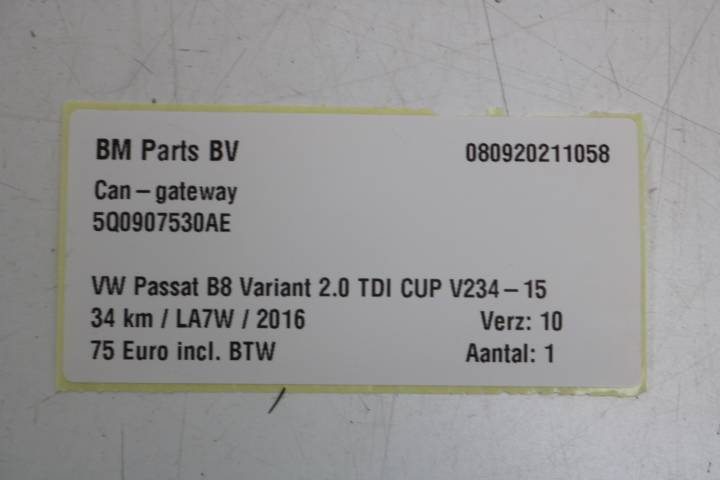 BM Parts BV 080920211058
Can-gateway
5Q0907530AE
VW Passat B8 Variant 2.0 TDI CUP V234-15
34 km / LA7W / 2016 Verz: 10
75 Euro incl. BTW Aantal: 1